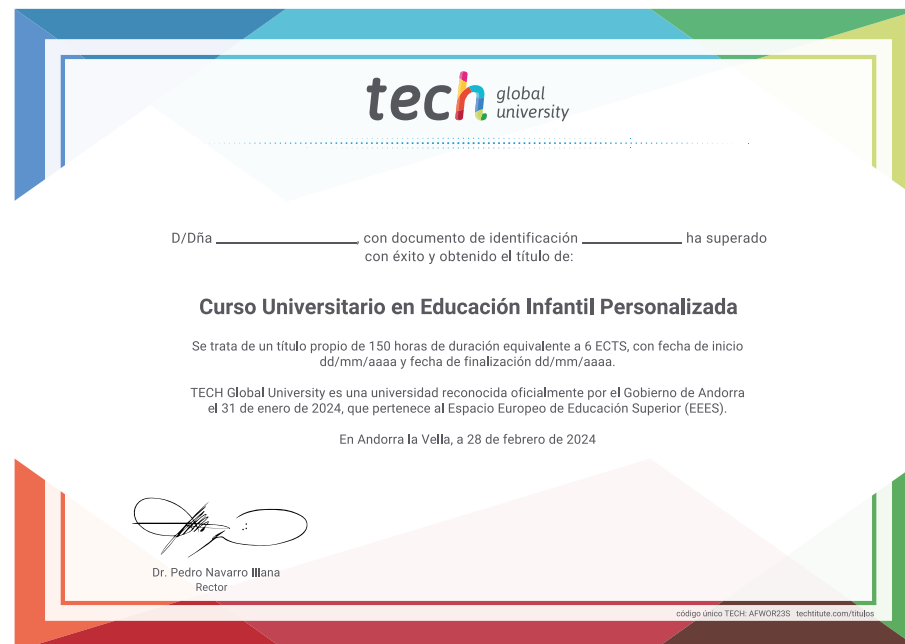 tech global
university
D/Dña ______________, con documento de identificación __________ ha superado
con éxito y obtenido el título de:
Curso Universitario en Educación Infantil Personalizada
Se trata de un título propio de 150 horas de duración equivalente a 6 ECTS, con fecha de inicio
dd/mm/aaaa y fecha de finalización dd/mm/aaaa.
TECH Global University es una universidad reconocida oficialmente por el Gobierno de Andorra
el 31 de enero de 2024, que pertenece al Espacio Europeo de Educación Superior (EEES).
En Andorra la Vella, a 28 de febrero de 2024
Dr. Pedro Navarro Illana
Rector
código único TECH: AFWOR23S techtitute.com/titulos